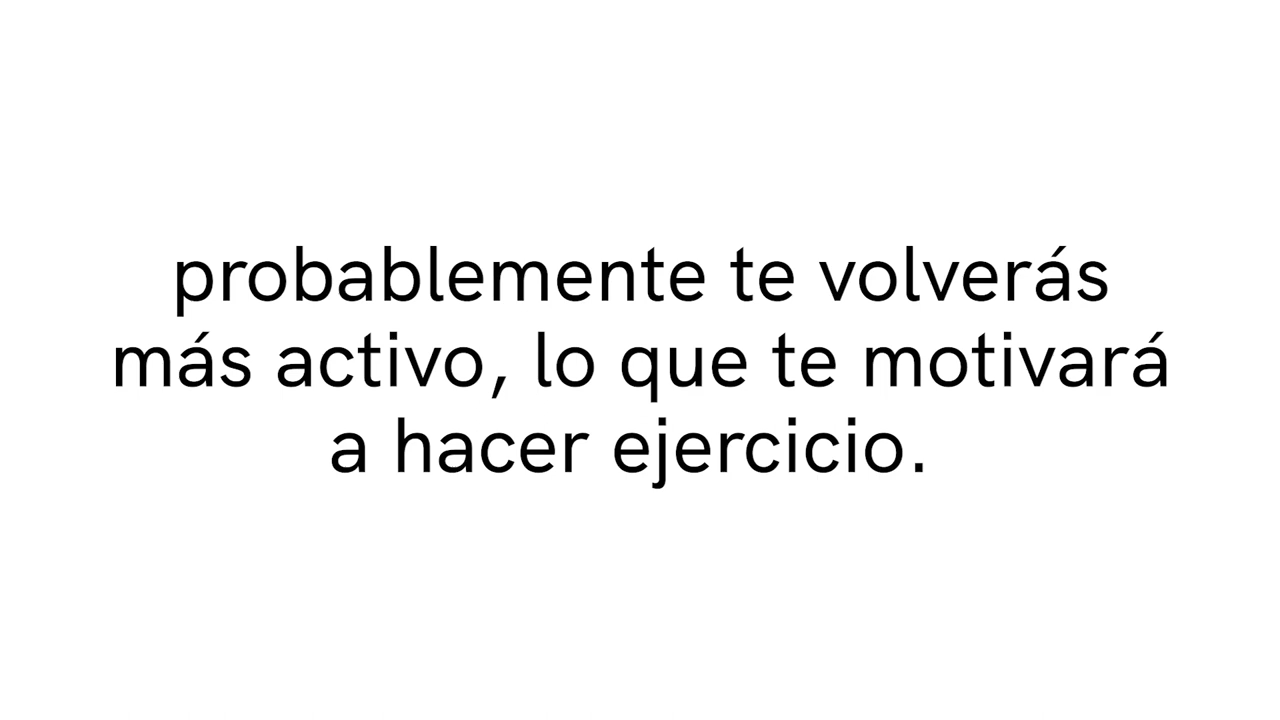 probablemente te volverás
más activo, lo que te motivará
a hacer ejercicio.